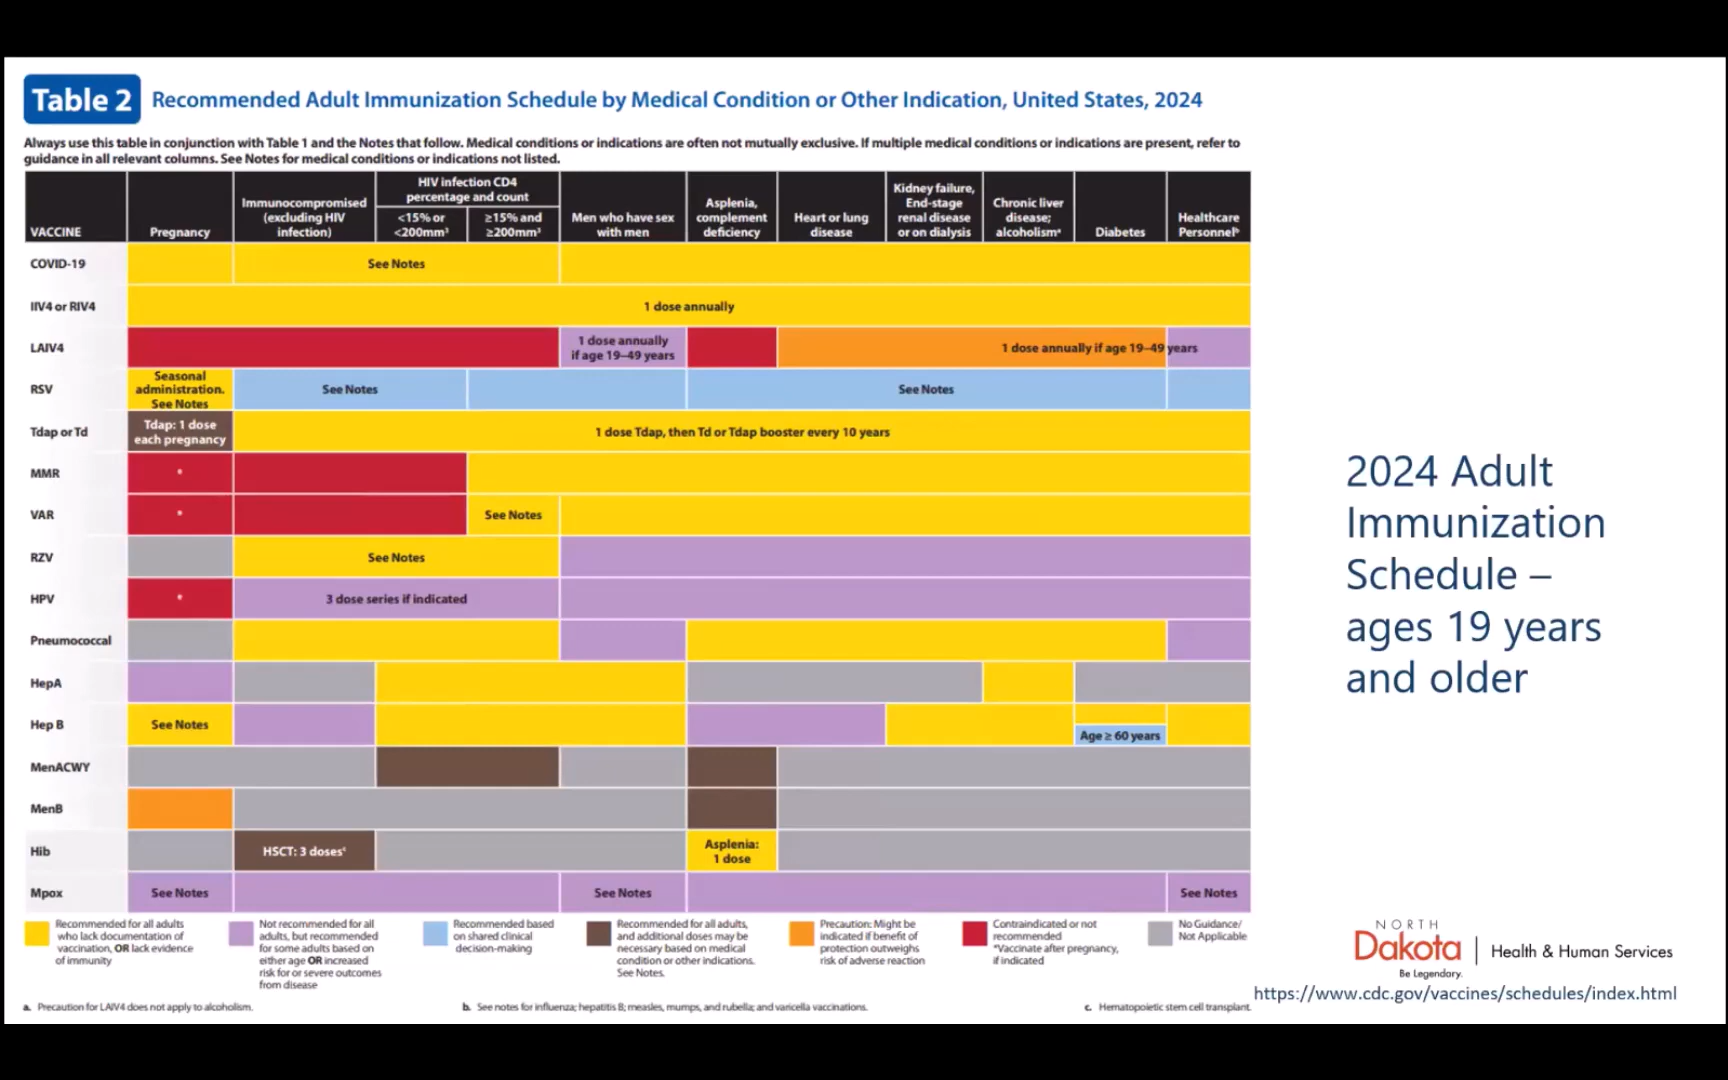 Table 2 Recommended Adult Immunization Schedule by Medical Condition or Other Indication, United States, 2024
Always use this table in conjunction with Table 1 and the Notes that follow. Medical conditions or indications are often not mutually exclusive. If multiple medical conditions or indications are present, refer to
guidance in all relevant columns. See Notes for medical conditions or indications not listed.
VACCINE
Pregnancy
Immunocompromised
(excluding HIV
infection)
HIV infection CD4
percentage and count
<15% or
<200mm³
≥15% and
≥200mm³
Men who have sex
with men
Asplenia,
complement
deficiency
Heart or lung
disease
Kidney failure,
End-stage
renal disease
or on dialysis
Chronic liver
disease;
alcoholismᵃ
Diabetes
Healthcare
Personnelᵇ
COVID-19
See Notes
IIV4 or RIV4
1 dose annually
LAIV4
1 dose annually
if age 19–49 years
1 dose annually if age 19–49 years
RSV
Seasonal
administration.
See Notes
See Notes
See Notes
Tdap or Td
Tdap: 1 dose
each pregnancy
1 dose Tdap, then Td or Tdap booster every 10 years
MMR
*
VAR
*
See Notes
RZV
See Notes
HPV
*
3 dose series if indicated
Pneumococcal
HepA
Hep B
See Notes
Age ≥ 60 years
MenACWY
MenB
Hib
HSCT: 3 dosesᶜ
Asplenia:
1 dose
Mpox
See Notes
See Notes
See Notes
Recommended for all adults
who lack documentation of
vaccination, OR lack evidence
of immunity
Not recommended for all
adults, but recommended
for some adults based on
either age OR increased
risk for or severe outcomes
from disease
Recommended based
on shared clinical
decision-making
Recommended for all adults,
and additional doses may be
necessary based on medical
condition or other indications.
See Notes.
Precaution: Might be
indicated if benefit of
protection outweighs
risk of adverse reaction
Contraindicated or not
recommended
*Vaccinate after pregnancy,
if indicated
No Guidance/
Not Applicable
a. Precaution for LAIV4 does not apply to alcoholism.
b. See notes for influenza; hepatitis B; measles, mumps, and rubella; and varicella vaccinations.
c. Hematopoietic stem cell transplant.
2024 Adult
Immunization
Schedule –
ages 19 years
and older
NORTH
Dakota
Be Legendary.
Health & Human Services
https://www.cdc.gov/vaccines/schedules/index.html